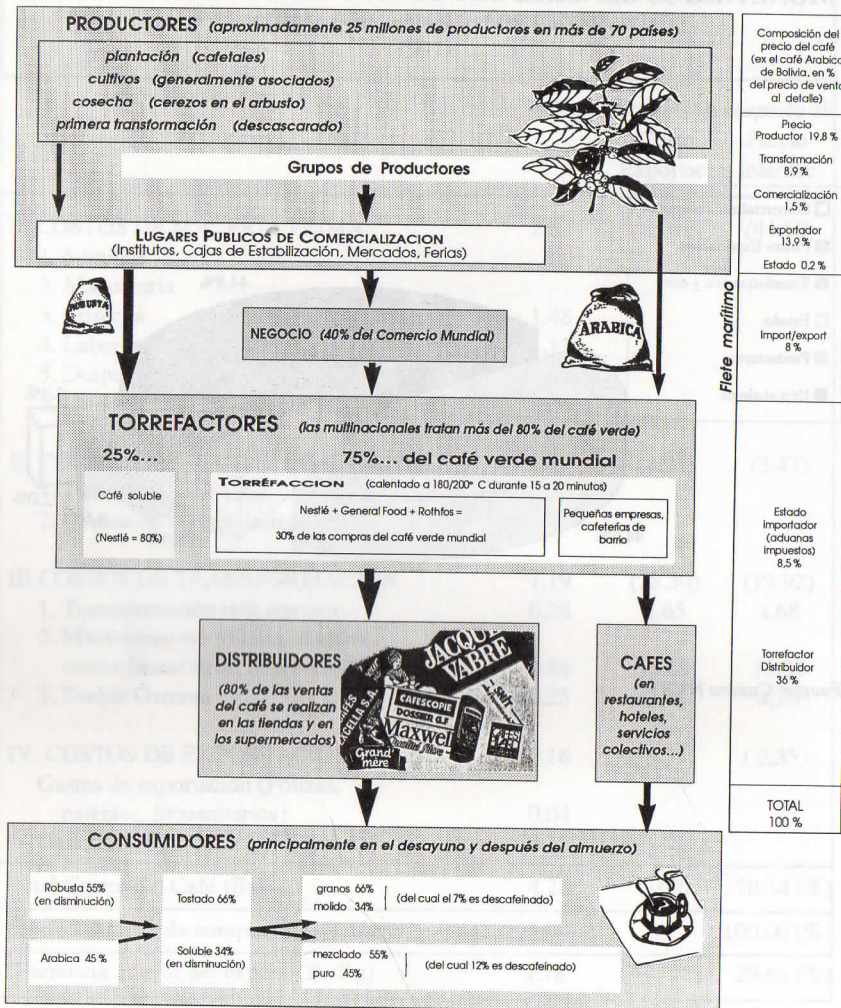 PRODUCTORES (aproximadamente 25 millones de productores en más de 70 países)
plantación (cafetales)
cultivos (generalmente asociados)
cosecha (cerezos en el arbusto)
primera transformación (descascarado)
Grupos de Productores
LUGARES PUBLICOS DE COMERCIALIZACION
(Institutos, Cajas de Estabilización, Mercados, Ferias)
ROBUSTA
NEGOCIO (40% del Comercio Mundial)
ARABICA
TORREFACTORES (las multinacionales tratan más del 80% del café verde)
25%...
75%... del café verde mundial
Café soluble
(Nestlé = 80%)
TORRÉFACCION (calentado a 180/200° C durante 15 a 20 minutos)
Nestlé + General Food + Rothfos =
30% de las compras del café verde mundial
Pequeñas empresas,
cafeterías de
barrio
DISTRIBUIDORES
(80% de las ventas
del café se realizan
en las tiendas y en
los supermercados)
JACQUES
VABRE
CAFESCOPIE
DOSSIER G.F
Maxwell
Qualité filtre
Grand
mère
CAFES
(en
restaurantes,
hoteles,
servicios
colectivos...)
CONSUMIDORES (principalmente en el desayuno y después del almuerzo)
Robusta 55%
(en disminución)
Arabica 45 %
Tostado 66%
Soluble 34%
(en disminución)
granos 66%
molido 34%
(del cual el 7% es descafeinado)
mezclado 55%
puro 45%
(del cual 12% es descafeinado)
Composición del
precio del café
(ex el café Arabica
de Bolivia, en %
del precio de venta
al detalle)
Precio
Productor 19,8 %
Transformación
8,9 %
Comercialización
1,5 %
Exportador
13,9 %
Estado 0,2 %
Flete marítimo
Import/export
8 %
Estado
importador
(aduanas
impuestos)
8,5 %
Torrefactor
Distribuidor
36 %
TOTAL
100 %